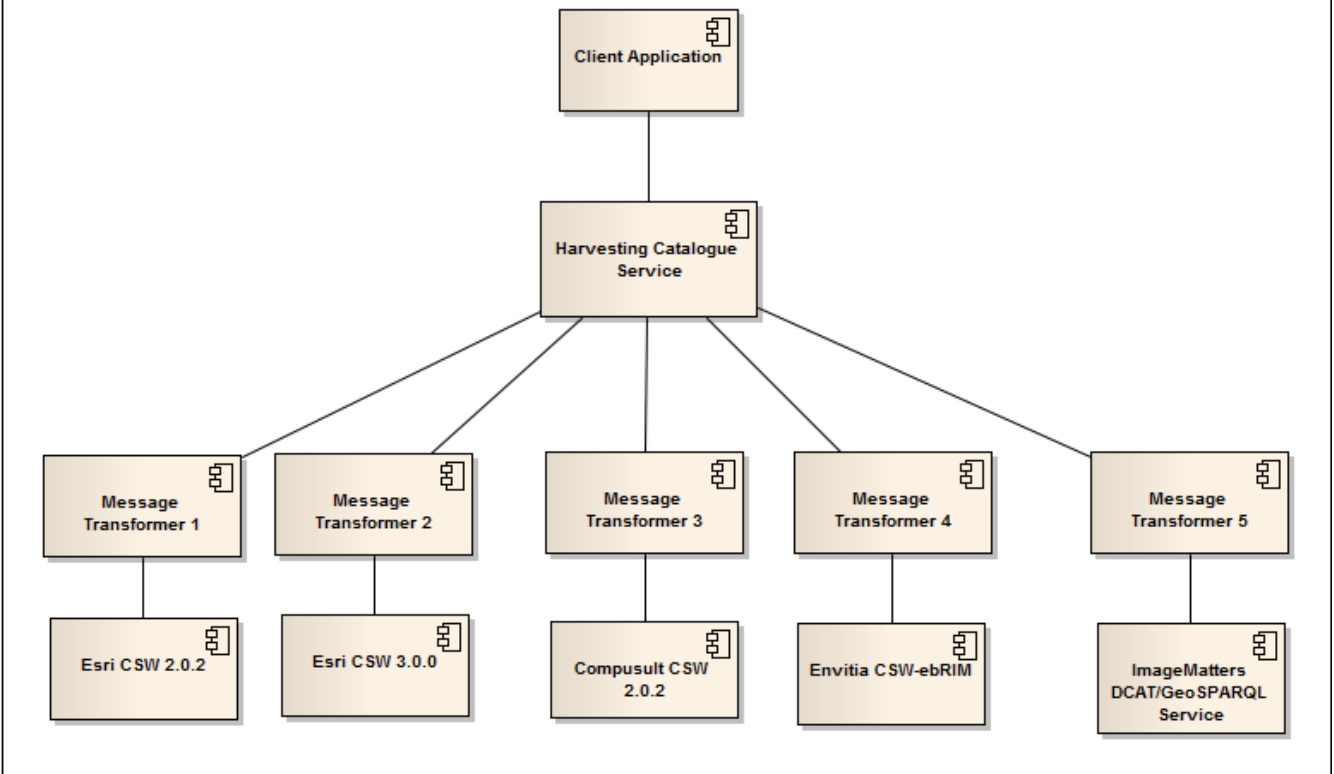 Client Application
Harvesting Catalogue
Service
Message
Transformer 1
Message
Transformer 2
Message
Transformer 3
Message
Transformer 4
Message
Transformer 5
Esri CSW 2.0.2
Esri CSW 3.0.0
Compusult CSW
2.0.2
Envitia CSW-ebRIM
ImageMatters
DCAT/GeoSPARQL
Service